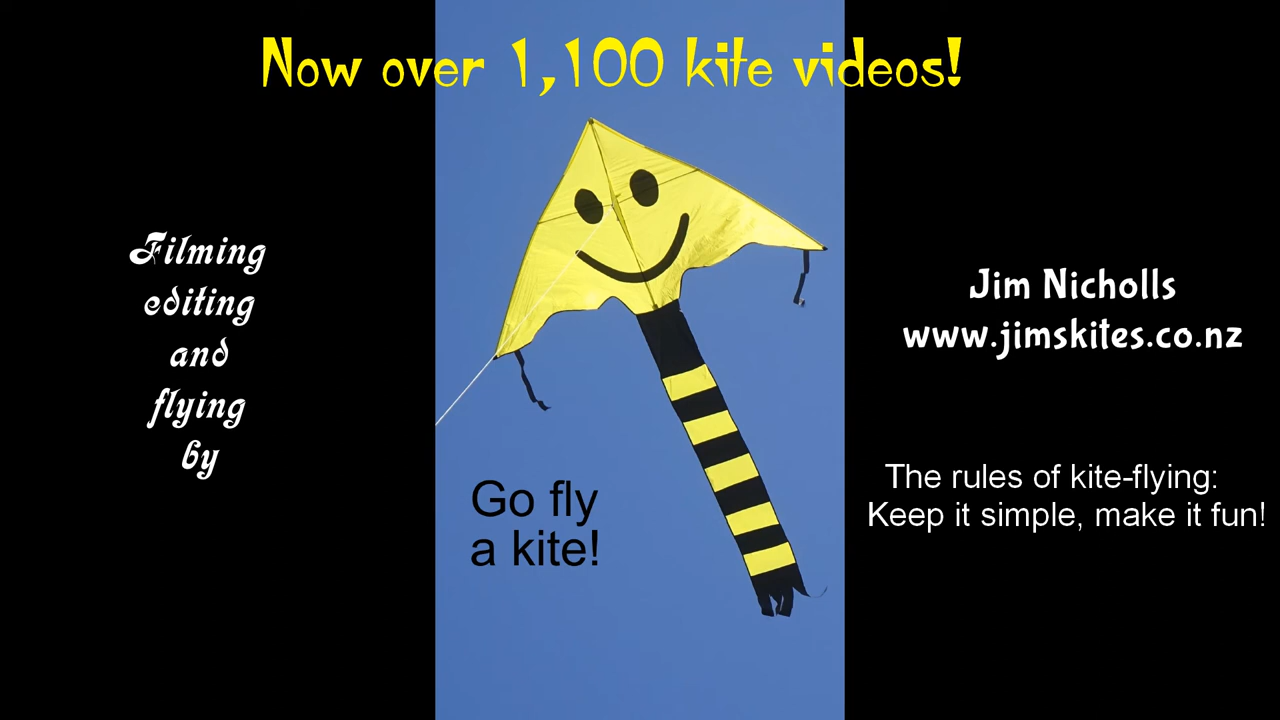 Now over 1,100 kite videos!
Filming
editing
and
flying
by
Jim Nicholls
www.jimskites.co.nz
Go fly
a kite!
The rules of kite-flying:
Keep it simple, make it fun!